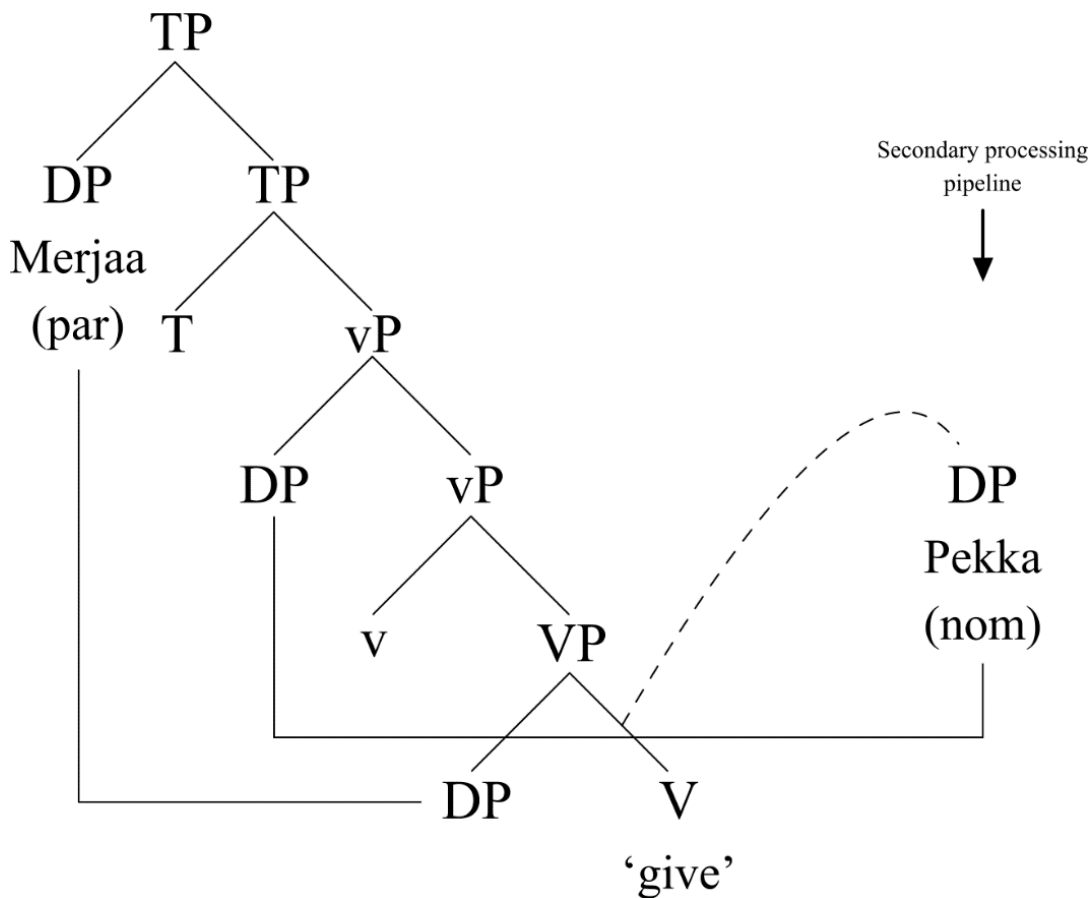 TP
DP
TP
Secondary processing
pipeline
Merjaa
(par)
T
vP
DP
vP
DP
Pekka
(nom)
v
VP
DP
V
‘give’